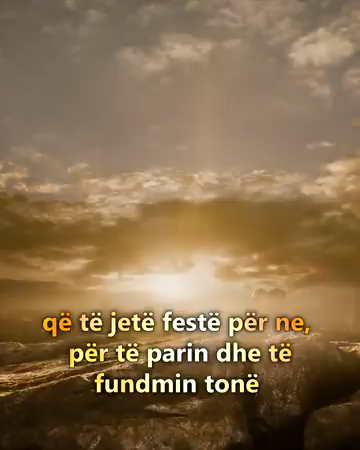 që të jetë festë për ne,
për të parin dhe të
fundmin tonë